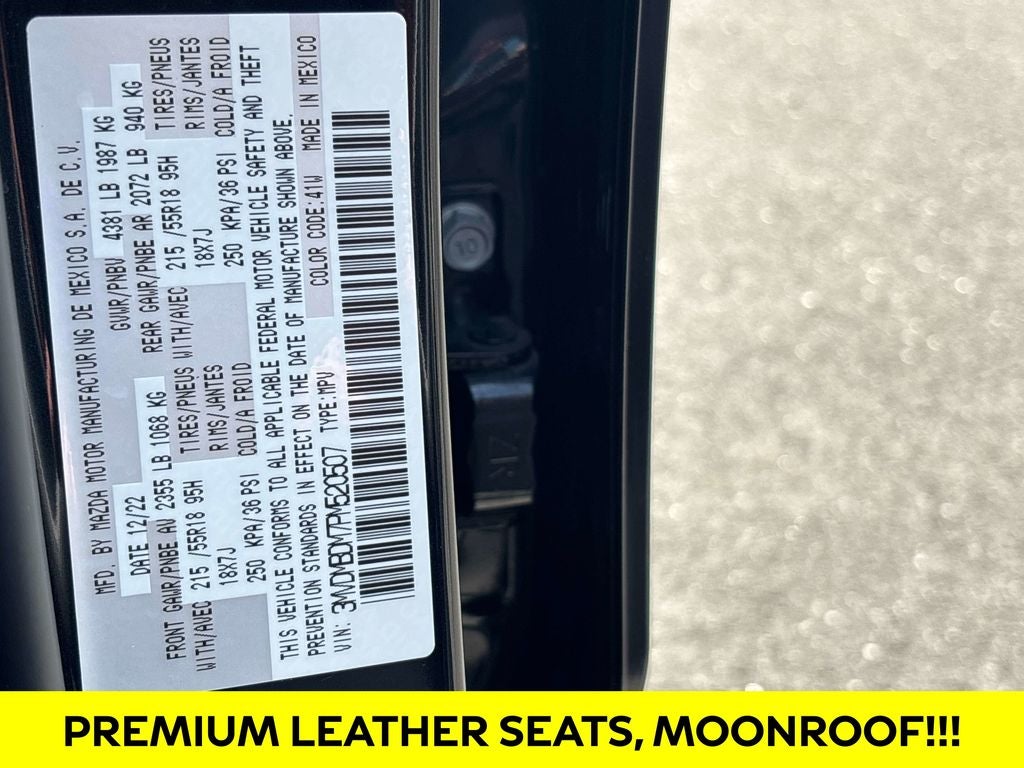 MFD. BY MAZDA MOTOR MANUFACTURING DE MEXICO S.A. DE C.V.
DATE 12/22 GVWR/PNBV 4381 LB 1987 KG
FRONT GAWR/PNBE AV 2355 LB 1068 KG REAR GAWR/PNBE AR 2072 LB 940 KG
WITH/AVEC 215 /55R18 95H TIRES/PNEUS WITH/AVEC 215 /55R18 95H TIRES/PNEUS
18X7J RIMS/JANTES 18X7J RIMS/JANTES
250 KPA/36 PSI COLD/A FROID 250 KPA/36 PSI COLD/A FROID
THIS VEHICLE CONFORMS TO ALL APPLICABLE FEDERAL MOTOR VEHICLE SAFETY AND THEFT
PREVENTION STANDARDS IN EFFECT ON THE DATE OF MANUFACTURE SHOWN ABOVE.
VIN: 3MVDMBDM7PM520507 TYPE:MPV COLOR CODE:41W MADE IN MEXICO
10
ZR
PREMIUM LEATHER SEATS, MOONROOF!!!